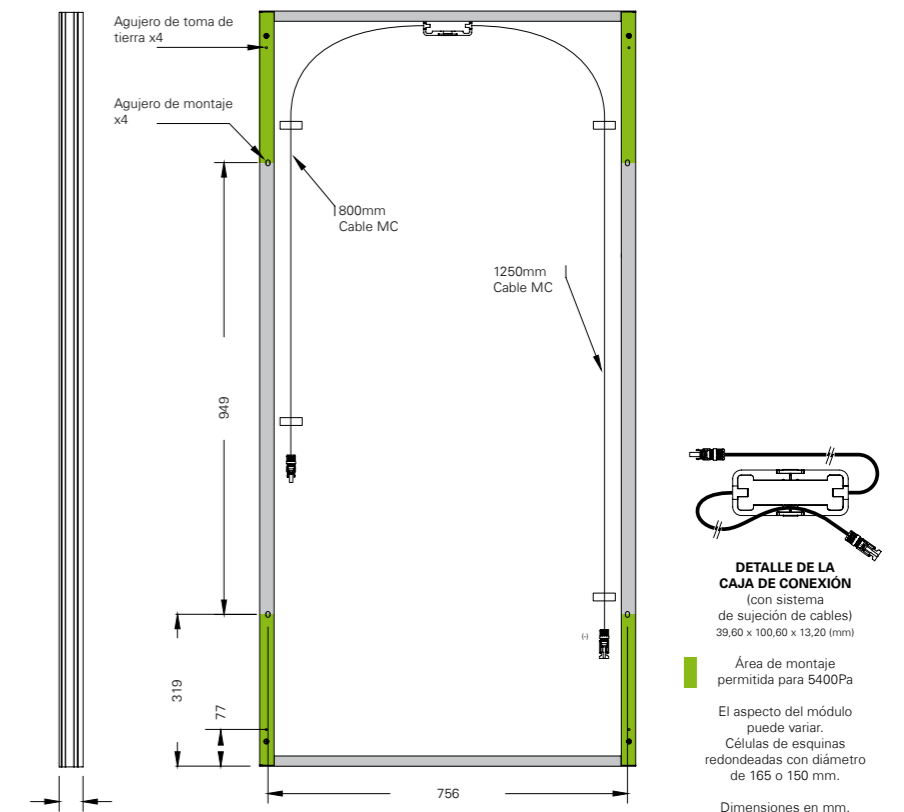 Agujero de toma de
tierra x4
Agujero de montaje
x4
800mm
Cable MC
1250mm
Cable MC
949
319
77
756
(-)
DETALLE DE LA
CAJA DE CONEXIÓN
(con sistema
de sujeción de cables)
39,60 x 100,60 x 13,20 (mm)
Área de montaje
permitida para 5400Pa
El aspecto del módulo
puede variar.
Células de esquinas
redondeadas con diámetro
de 165 o 150 mm.
Dimensiones en mm.